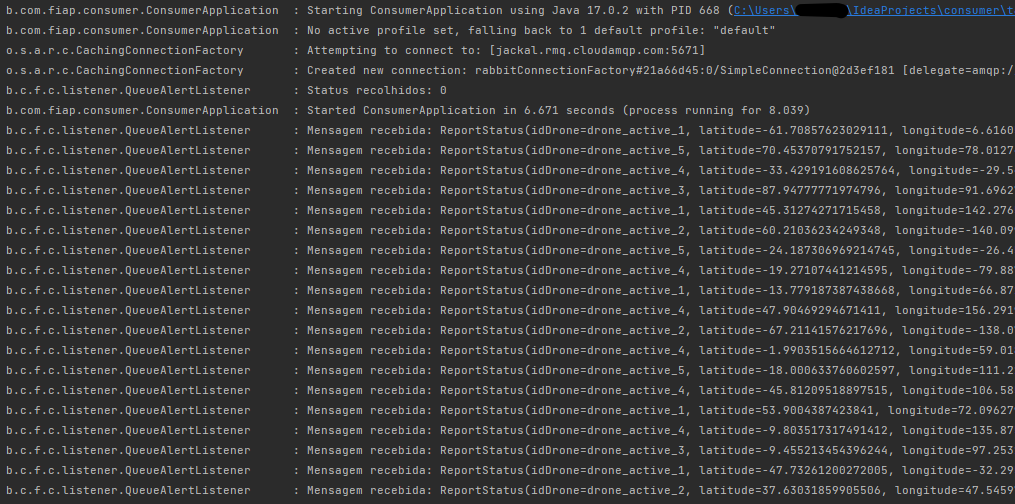 b.com.fiap.consumer.ConsumerApplication : Starting ConsumerApplication using Java 17.0.2 with PID 668 (C:\Users\ \IdeaProjects\consumer\t
b.com.fiap.consumer.ConsumerApplication : No active profile set, falling back to 1 default profile: "default"
o.s.a.r.c.CachingConnectionFactory : Attempting to connect to: [jackal.rmq.cloudamqp.com:5671]
o.s.a.r.c.CachingConnectionFactory : Created new connection: rabbitConnectionFactory#21a66d45:0/SimpleConnection@2d3ef181 [delegate=amqp:/
b.c.f.c.listener.QueueAlertListener : Status recolhidos: 0
b.com.fiap.consumer.ConsumerApplication : Started ConsumerApplication in 6.671 seconds (process running for 8.039)
b.c.f.c.listener.QueueAlertListener : Mensagem recebida: ReportStatus(idDrone=drone_active_1, latitude=-61.70857623029111, longitude=6.6160
b.c.f.c.listener.QueueAlertListener : Mensagem recebida: ReportStatus(idDrone=drone_active_5, latitude=70.45370791752157, longitude=78.0127
b.c.f.c.listener.QueueAlertListener : Mensagem recebida: ReportStatus(idDrone=drone_active_4, latitude=-33.429191608625764, longitude=-29.5
b.c.f.c.listener.QueueAlertListener : Mensagem recebida: ReportStatus(idDrone=drone_active_3, latitude=87.94777771974796, longitude=91.6962
b.c.f.c.listener.QueueAlertListener : Mensagem recebida: ReportStatus(idDrone=drone_active_1, latitude=45.31274271715458, longitude=142.276
b.c.f.c.listener.QueueAlertListener : Mensagem recebida: ReportStatus(idDrone=drone_active_2, latitude=60.21036234249348, longitude=-140.09
b.c.f.c.listener.QueueAlertListener : Mensagem recebida: ReportStatus(idDrone=drone_active_5, latitude=-24.187306969214745, longitude=-26.4
b.c.f.c.listener.QueueAlertListener : Mensagem recebida: ReportStatus(idDrone=drone_active_4, latitude=-19.27107441214595, longitude=-79.88
b.c.f.c.listener.QueueAlertListener : Mensagem recebida: ReportStatus(idDrone=drone_active_1, latitude=-13.779187387438668, longitude=66.87
b.c.f.c.listener.QueueAlertListener : Mensagem recebida: ReportStatus(idDrone=drone_active_4, latitude=47.90469294671411, longitude=156.291
b.c.f.c.listener.QueueAlertListener : Mensagem recebida: ReportStatus(idDrone=drone_active_2, latitude=-67.21141576217696, longitude=-138.0
b.c.f.c.listener.QueueAlertListener : Mensagem recebida: ReportStatus(idDrone=drone_active_4, latitude=-1.9903515664612712, longitude=59.01
b.c.f.c.listener.QueueAlertListener : Mensagem recebida: ReportStatus(idDrone=drone_active_5, latitude=-18.000633760602597, longitude=111.2
b.c.f.c.listener.QueueAlertListener : Mensagem recebida: ReportStatus(idDrone=drone_active_4, latitude=-45.81209518897515, longitude=106.58
b.c.f.c.listener.QueueAlertListener : Mensagem recebida: ReportStatus(idDrone=drone_active_1, latitude=53.9004387423841, longitude=72.09627
b.c.f.c.listener.QueueAlertListener : Mensagem recebida: ReportStatus(idDrone=drone_active_4, latitude=-9.803517317491412, longitude=135.87
b.c.f.c.listener.QueueAlertListener : Mensagem recebida: ReportStatus(idDrone=drone_active_3, latitude=-9.455213454396244, longitude=97.253
b.c.f.c.listener.QueueAlertListener : Mensagem recebida: ReportStatus(idDrone=drone_active_1, latitude=-47.73261200272005, longitude=-32.29
b.c.f.c.listener.QueueAlertListener : Mensagem recebida: ReportStatus(idDrone=drone_active_2, latitude=37.63031859905506, longitude=47.5459